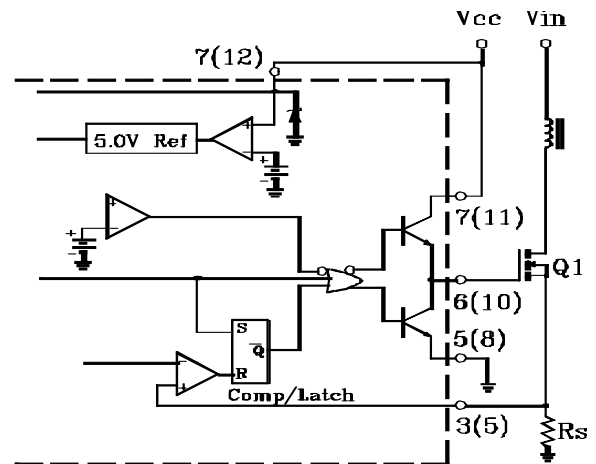 Vcc Vin
7(12)
+
5.0V Ref
−
+
−
+
−
+
−
7(11)
Q1
6(10)
S
Q
R
5(8)
−
+
Comp/Latch
3(5)
Rs